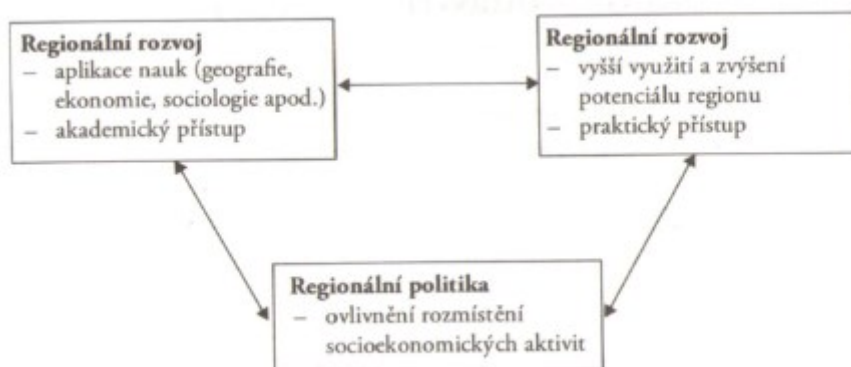 Regionální rozvoj
– aplikace nauk (geografie,
ekonomie, sociologie apod.)
– akademický přístup
Regionální rozvoj
– vyšší využití a zvýšení
potenciálu regionu
– praktický přístup
Regionální politika
– ovlivnění rozmístění
socioekonomických aktivit